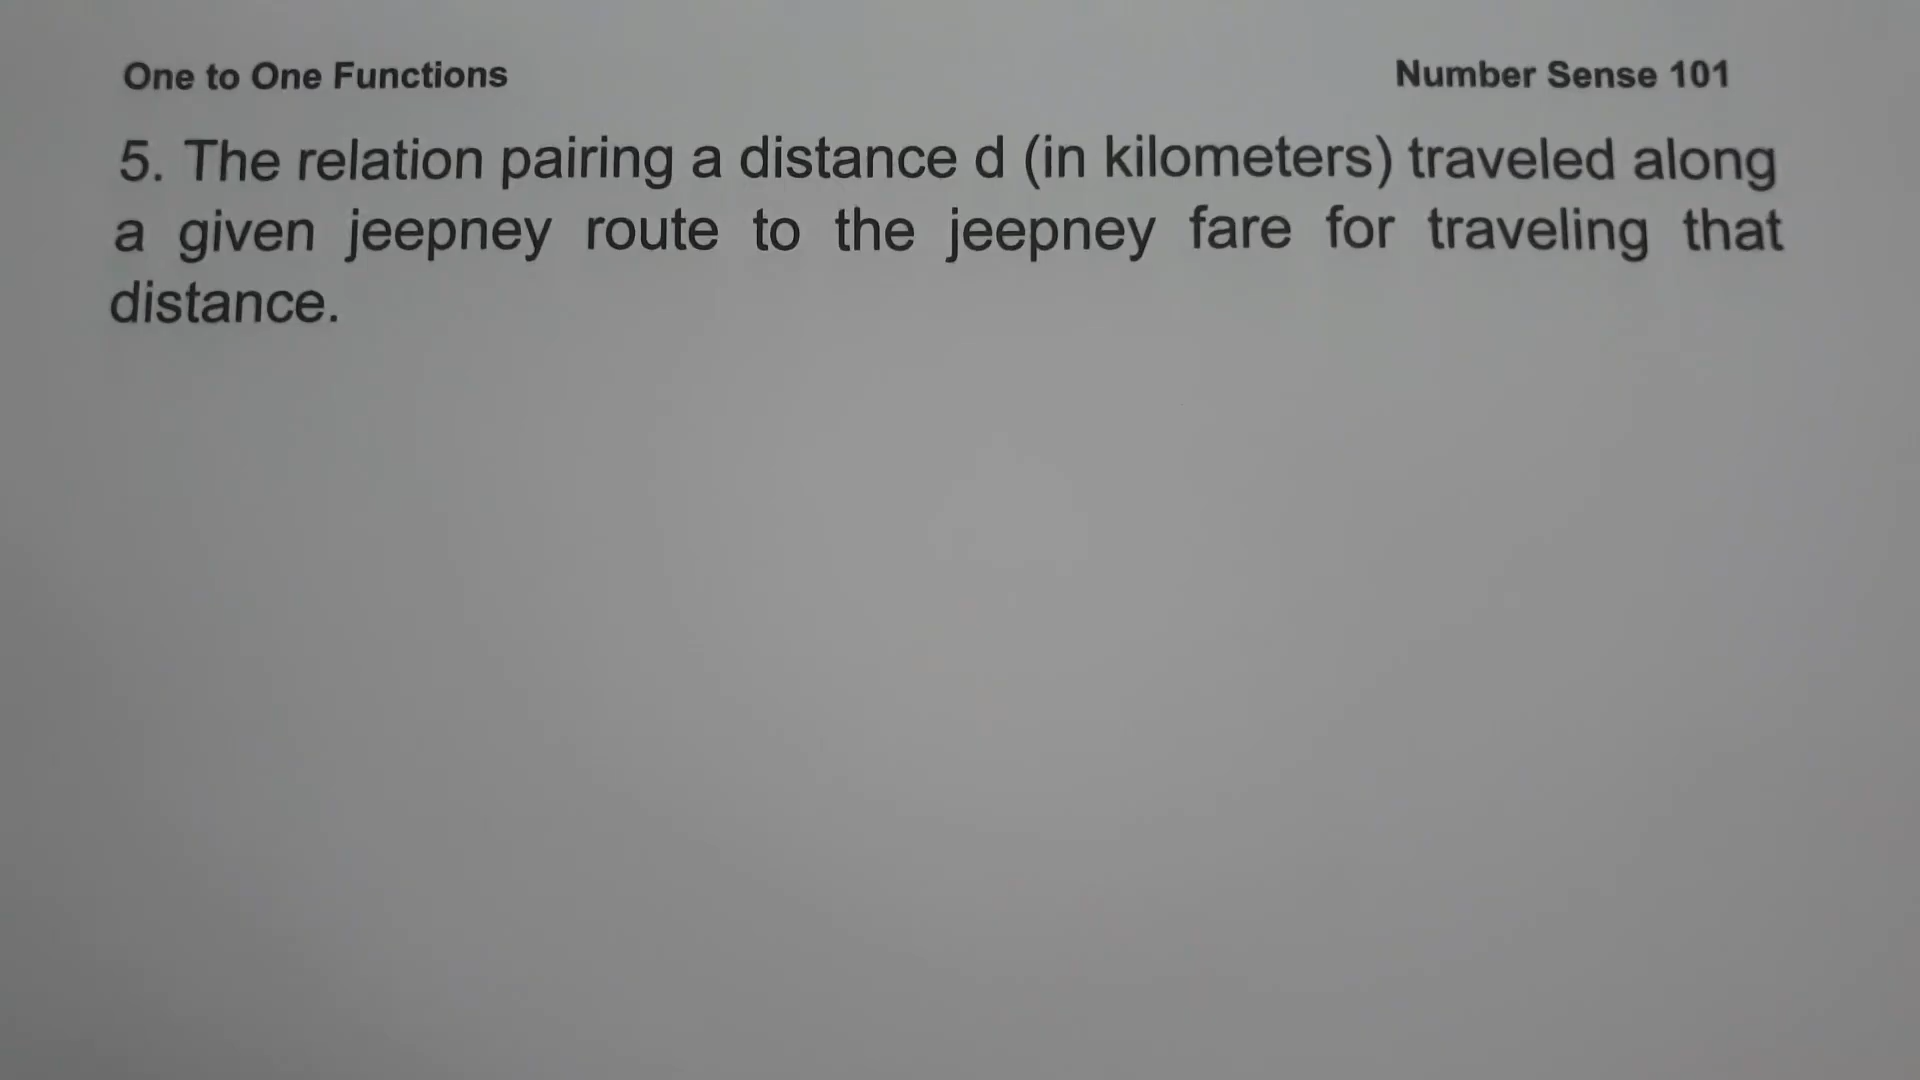 One to One Functions
Number Sense 101
5. The relation pairing a distance d (in kilometers) traveled along
a given jeepney route to the jeepney fare for traveling that
distance.